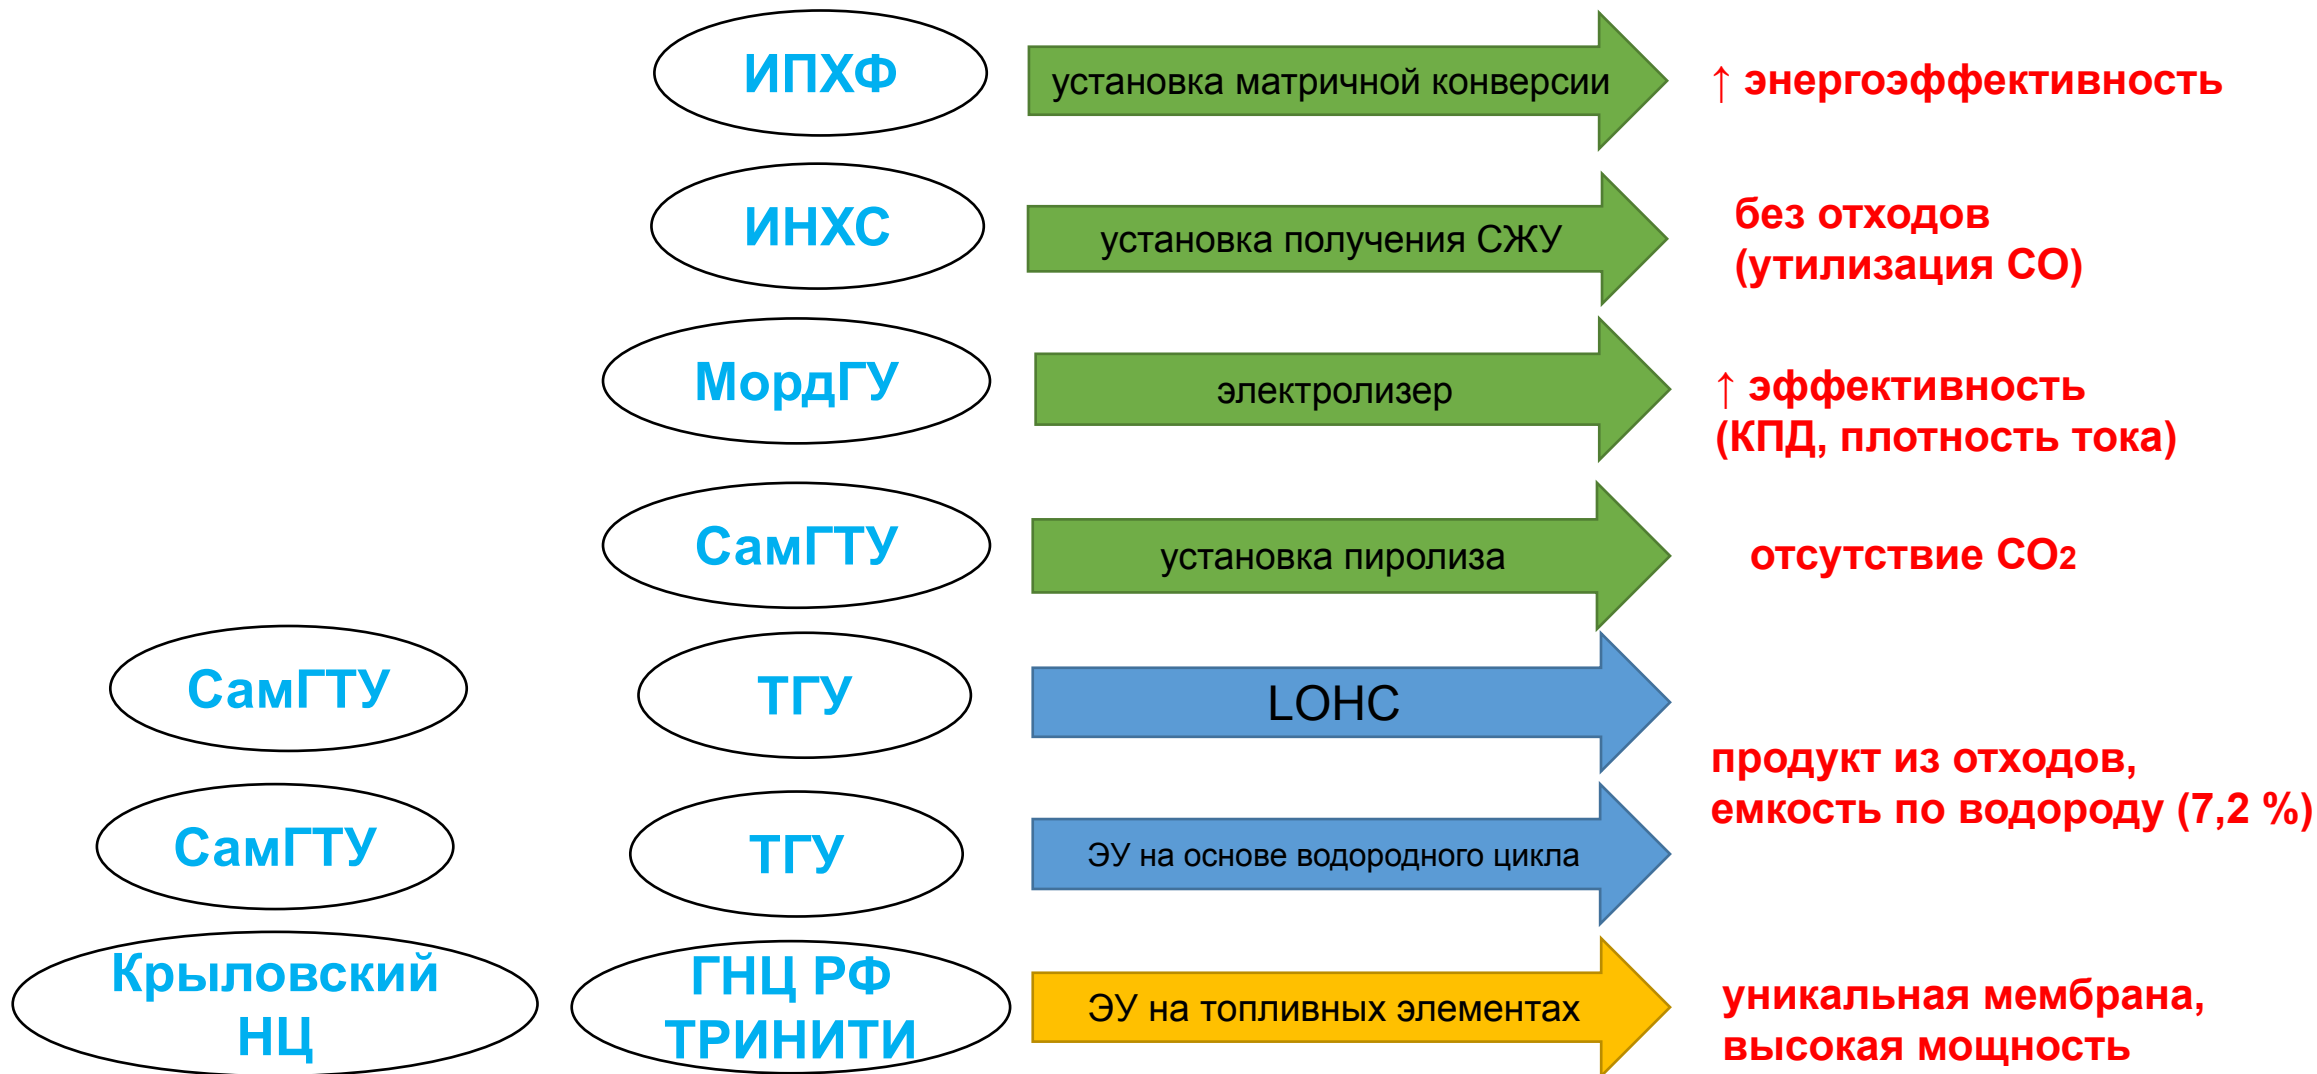 ИПХФ
установка матричной конверсии
↑ энергоэффективность
ИНХС
установка получения СЖУ
без отходов
(утилизация СО)
МордГУ
электролизер
↑ эффективность
(КПД, плотность тока)
СамГТУ
установка пиролиза
отсутствие СО2
СамГТУ
ТГУ
LOHC
продукт из отходов,
емкость по водороду (7,2 %)
СамГТУ
ТГУ
ЭУ на основе водородного цикла
Крыловский
НЦ
ГНЦ РФ
ТРИНИТИ
ЭУ на топливных элементах
уникальная мембрана,
высокая мощность